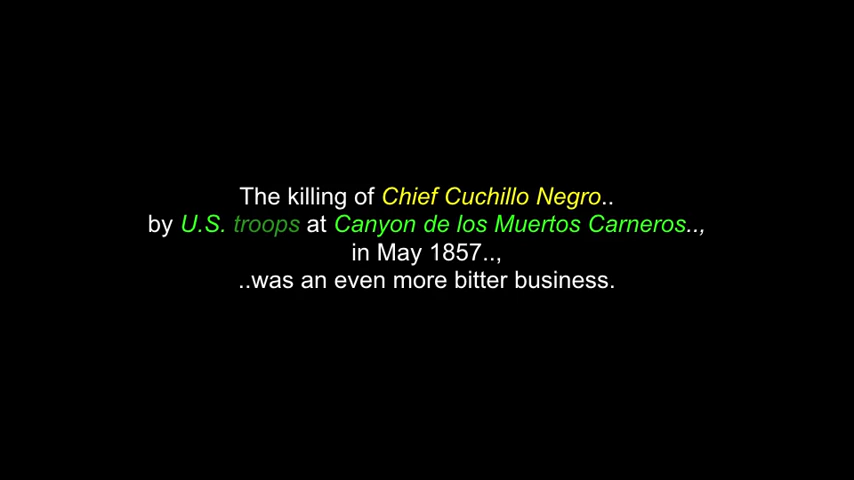 The killing of Chief Cuchillo Negro..
by U.S. troops at Canyon de los Muertos Carneros..,
in May 1857..,
..was an even more bitter business.